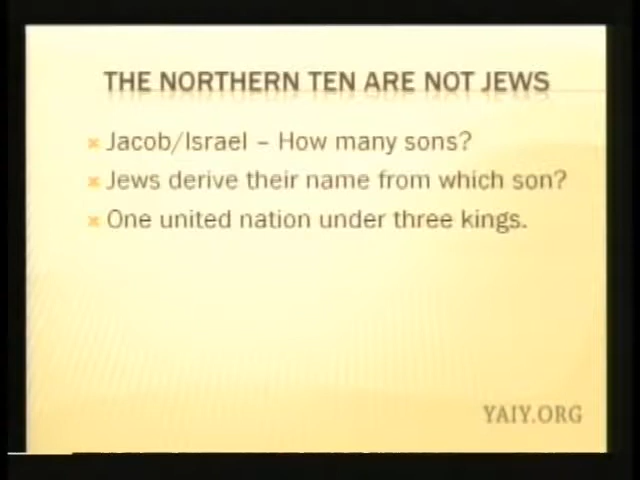 THE NORTHERN TEN ARE NOT JEWS
Jacob/Israel – How many sons?
Jews derive their name from which son?
One united nation under three kings.
YAIY.ORG